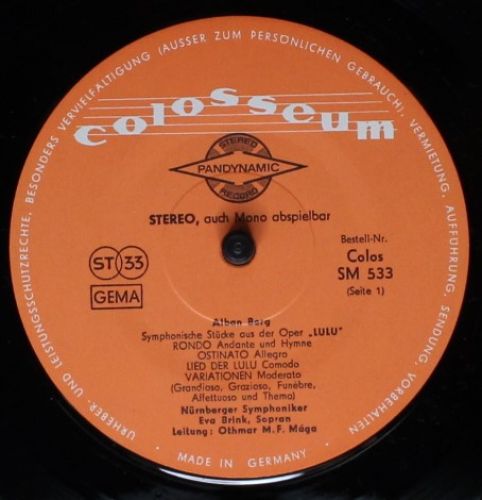 URHEBER- UND LEISTUNGSSCHUTZRECHTE, BESONDERS VERVIELFÄLTIGUNG (AUSSER ZUM PERSÖNLICHEN GEBRAUCH), VERMIETUNG, AUFFÜHRUNG, SENDUNG, VORBEHALTEN
colosseum
STEREO
PANDYNAMIC
RECORD
STEREO, auch Mono abspielbar
Bestell-Nr.
Colos
SM 533
(Seite 1)
ST 33
GEMA
Alban Berg
Symphonische Stücke aus der Oper „LULU"
RONDO Andante und Hymne
OSTINATO Allegro
LIED DER LULU Comodo
VARIATIONEN Moderato
(Grandioso, Grazioso, Funèbre,
Affettuoso und Thema)
Nürnberger Symphoniker
Eva Brink, Sopran
Leitung: Othmar M.F. Mága
• MADE IN GERMANY •